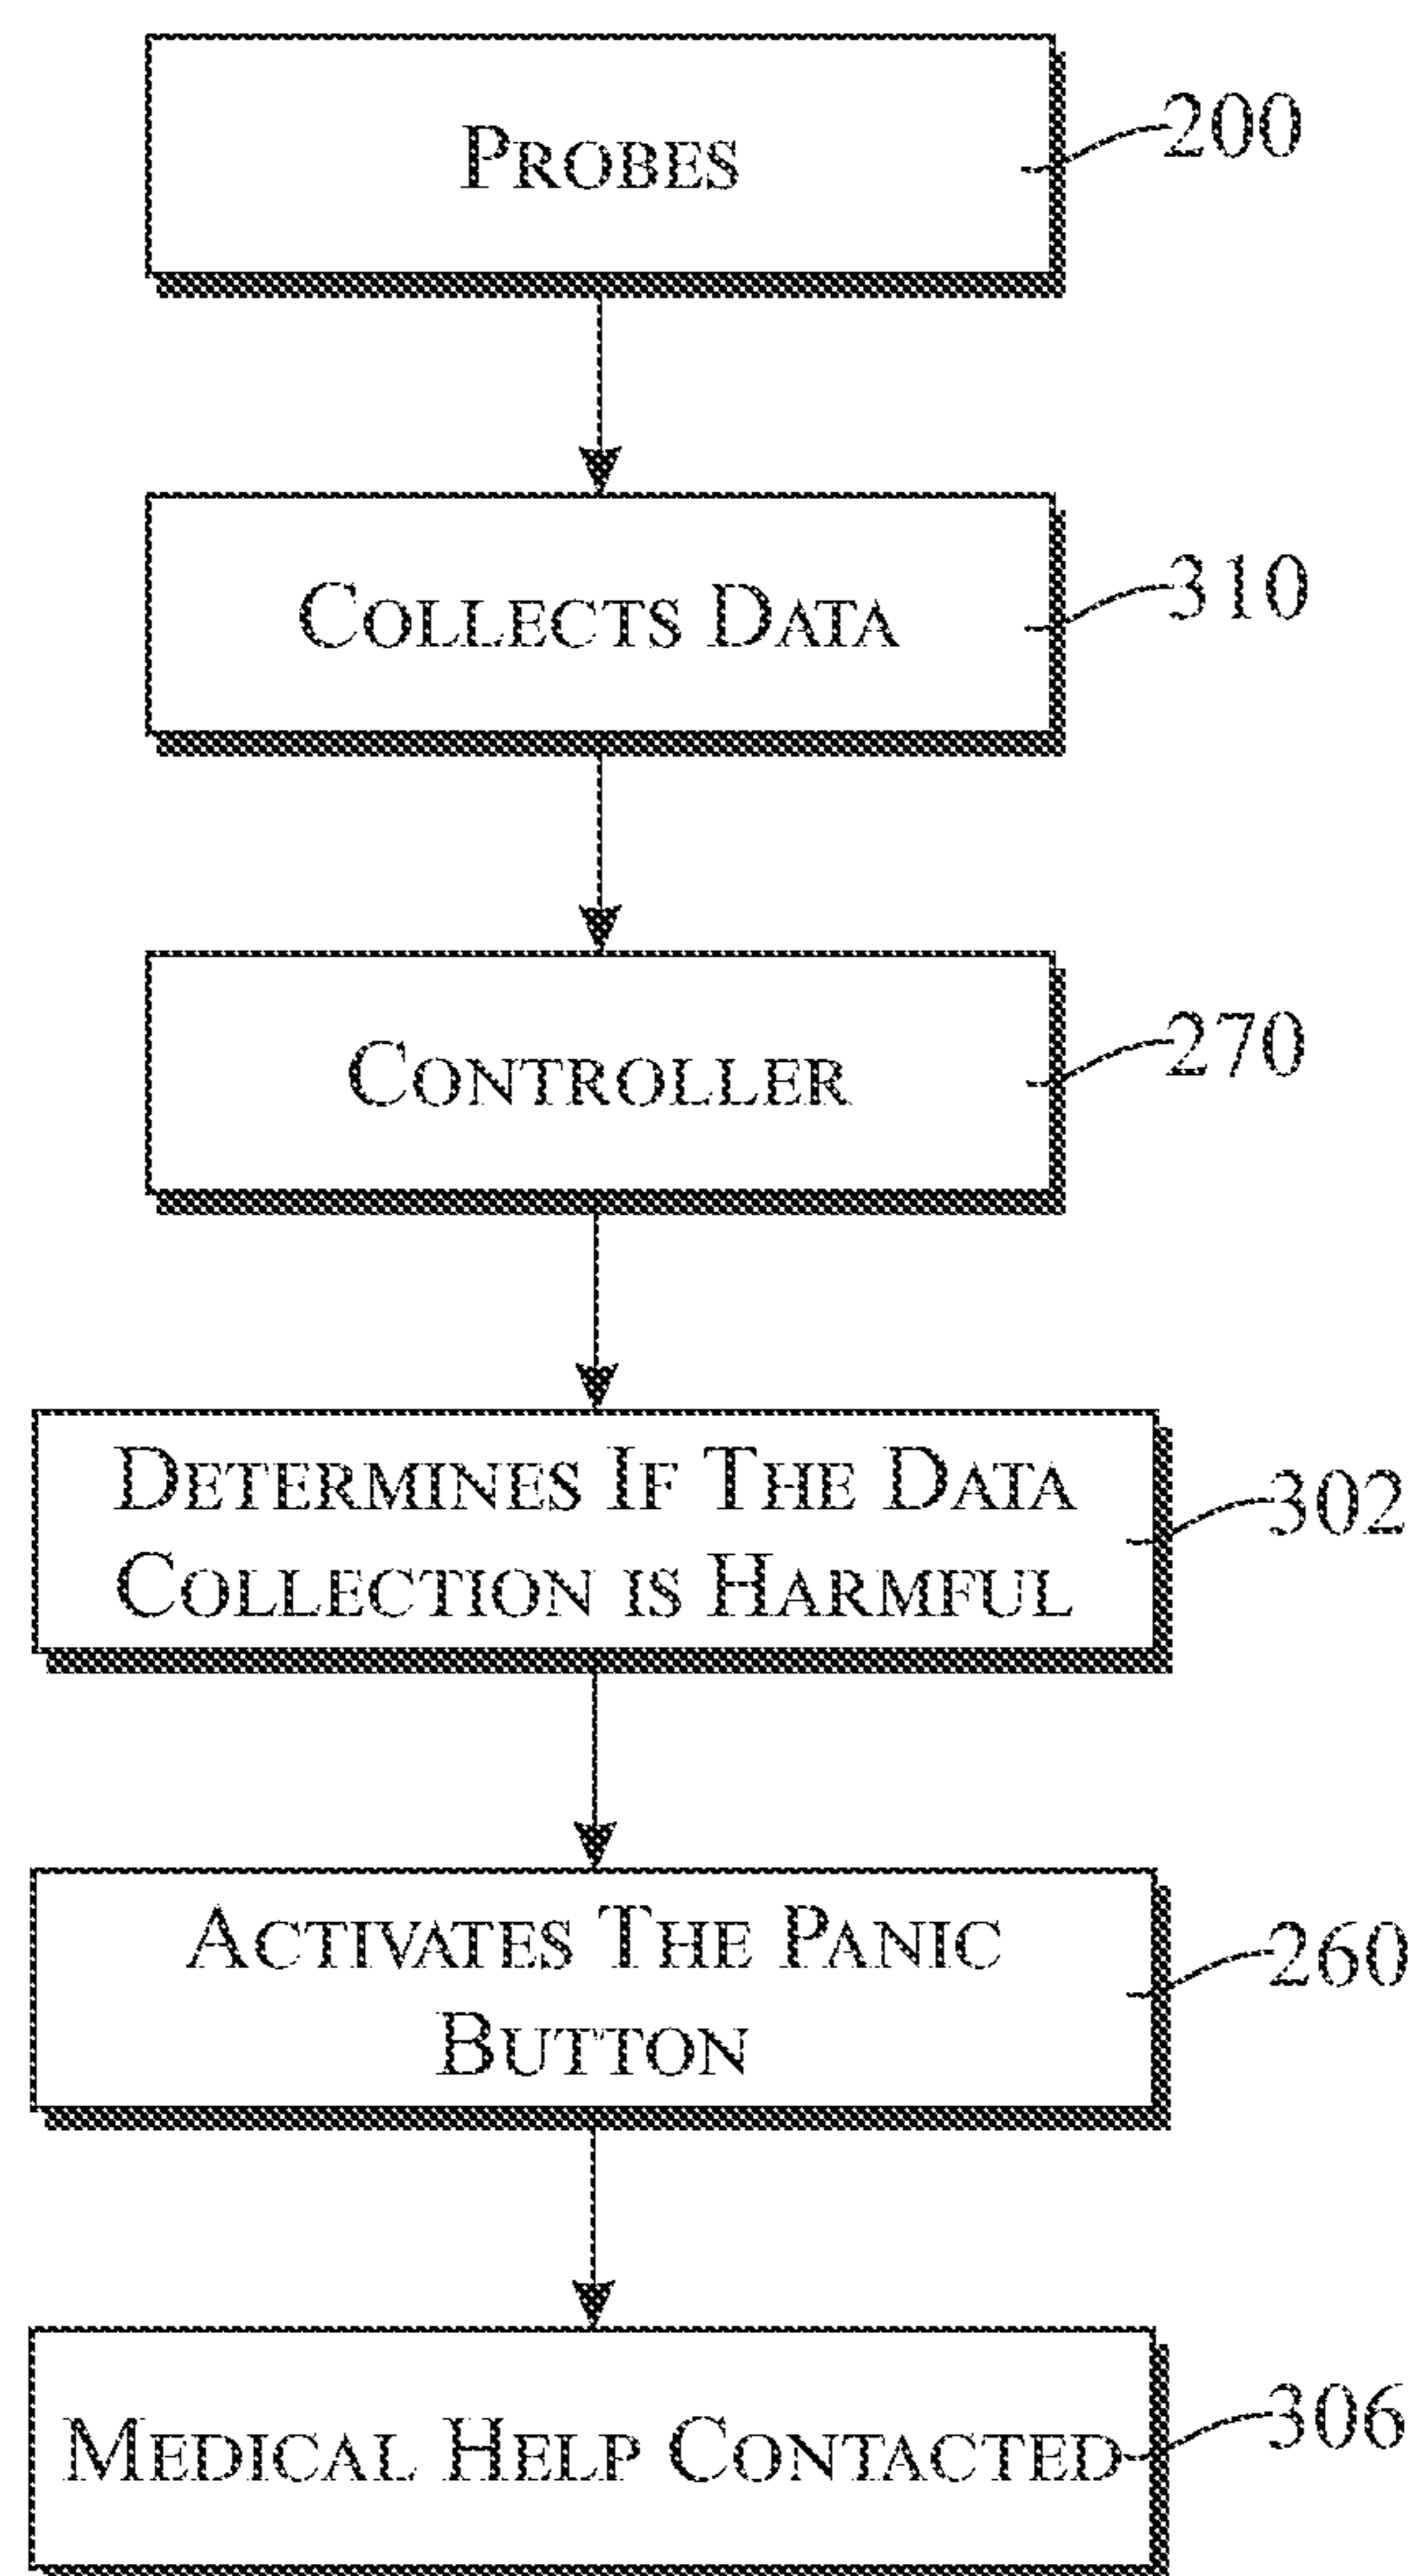 PROBES
200
COLLECTS DATA
310
CONTROLLER
270
DETERMINES IF THE DATA
COLLECTION IS HARMFUL
302
ACTIVATES THE PANIC
BUTTON
260
MEDICAL HELP CONTACTED
306